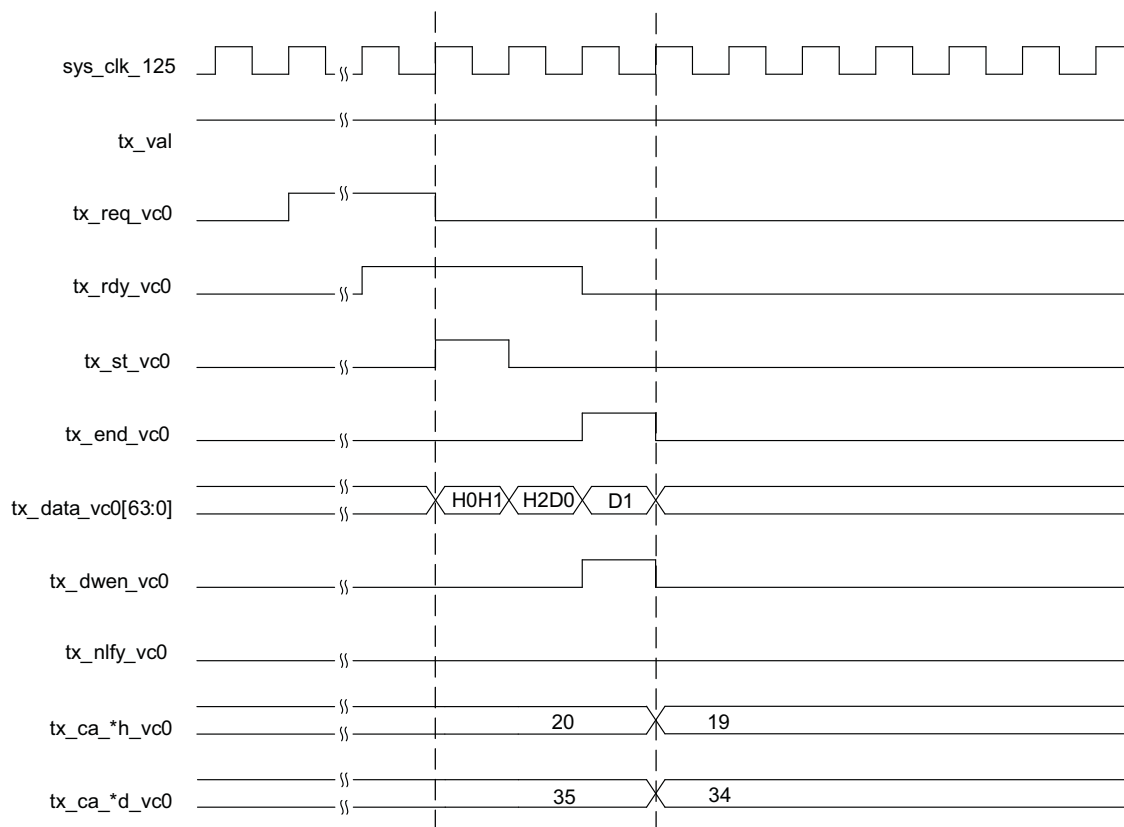 sys_clk_125
tx_val
tx_req_vc0
tx_rdy_vc0
tx_st_vc0
tx_end_vc0
tx_data_vc0[63:0] H0H1 H2D0 D1
tx_dwen_vc0
tx_nlfy_vc0
tx_ca_*h_vc0 20 19
tx_ca_*d_vc0 35 34